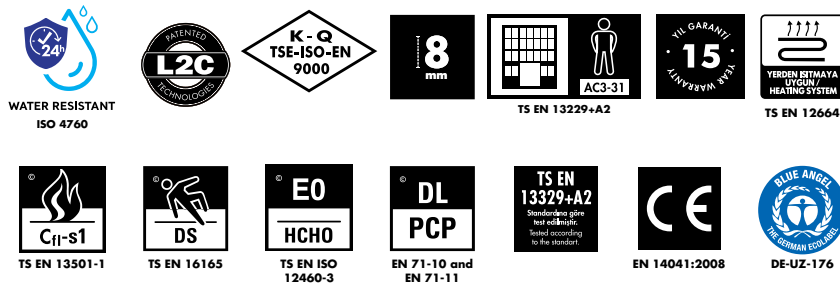 24h
WATER RESİSTANT
ISO 4760
PATENTED
L2C
TECHNOLOGIES
K - Q
TSE-ISO-EN
9000
8
mm
AC3-31
TS EN 13229+A2
YIL GARANTİ
15
YEAR WARRANTY
YERDEN ISITMAYA
UYGUN /
HEATING SYSTEM
TS EN 12664
©
Cfl-s1
TS EN 13501-1
©
DS
TS EN 16165
©
E0
HCHO
TS EN ISO
12460-3
©
DL
PCP
EN 71-10 and
EN 71-11
TS EN
13329+A2
Standardına göre
test edilmiştir.
Tested according
to the standart.
CE
EN 14041:2008
BLUE ANGEL
THE GERMAN ECOLABEL
DE-UZ-176